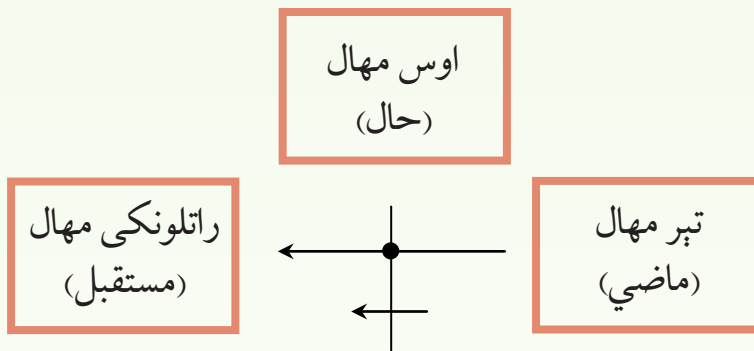 اوس مهال
(حال)
تېر مهال
(ماضي)
راتلونکی مهال
(مستقبل)